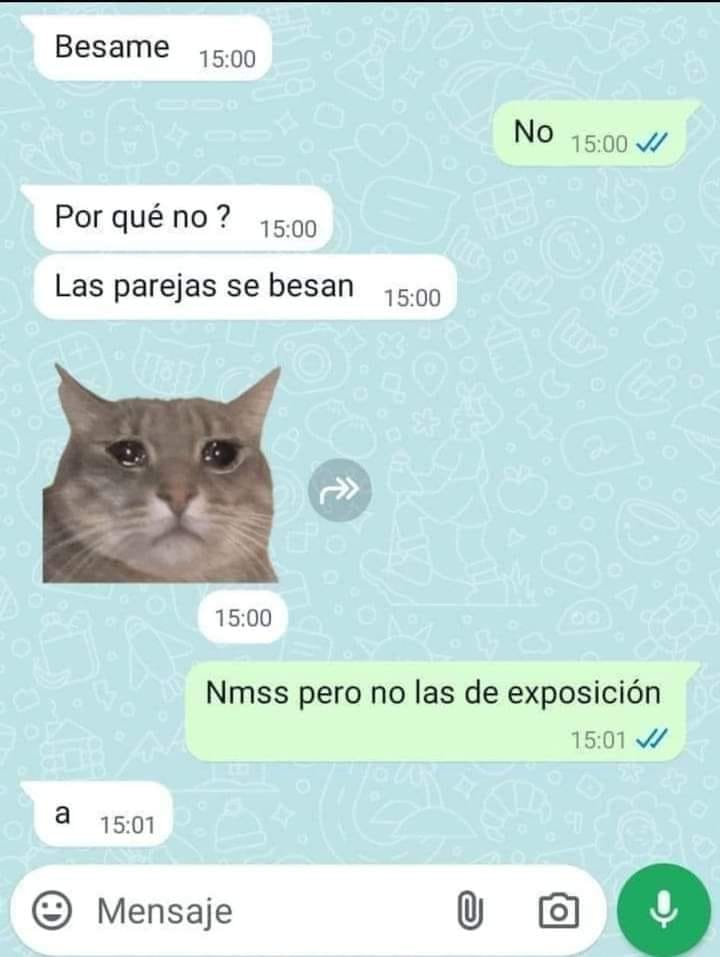 Besame 15:00
No 15:00
Por qué no ? 15:00
Las parejas se besan 15:00
15:00
Nmss pero no las de exposición
15:01
a 15:01
Mensaje